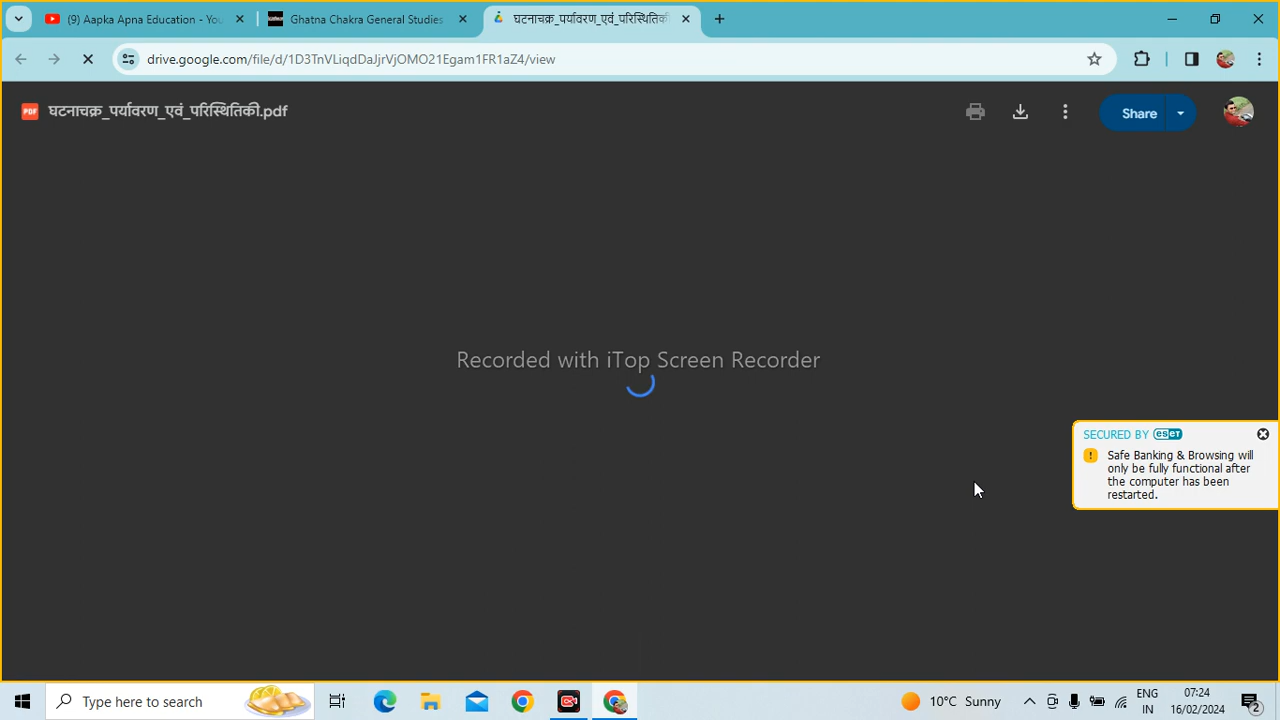 (9) Aapka Apna Education - You
Ghatna Chakra General Studies
घटनाचक्र_पर्यावरण_एवं_परिस्थितिकी
drive.google.com/file/d/1D3TnVLiqdDaJjrVjOMO21Egam1FR1aZ4/view
PDF
घटनाचक्र_पर्यावरण_एवं_परिस्थितिकी.pdf
Share
Recorded with iTop Screen Recorder
SECURED BY eset
Safe Banking & Browsing will
only be fully functional after
the computer has been
restarted.
Type here to search
10°C Sunny
ENG
IN
07:24
16/02/2024
2